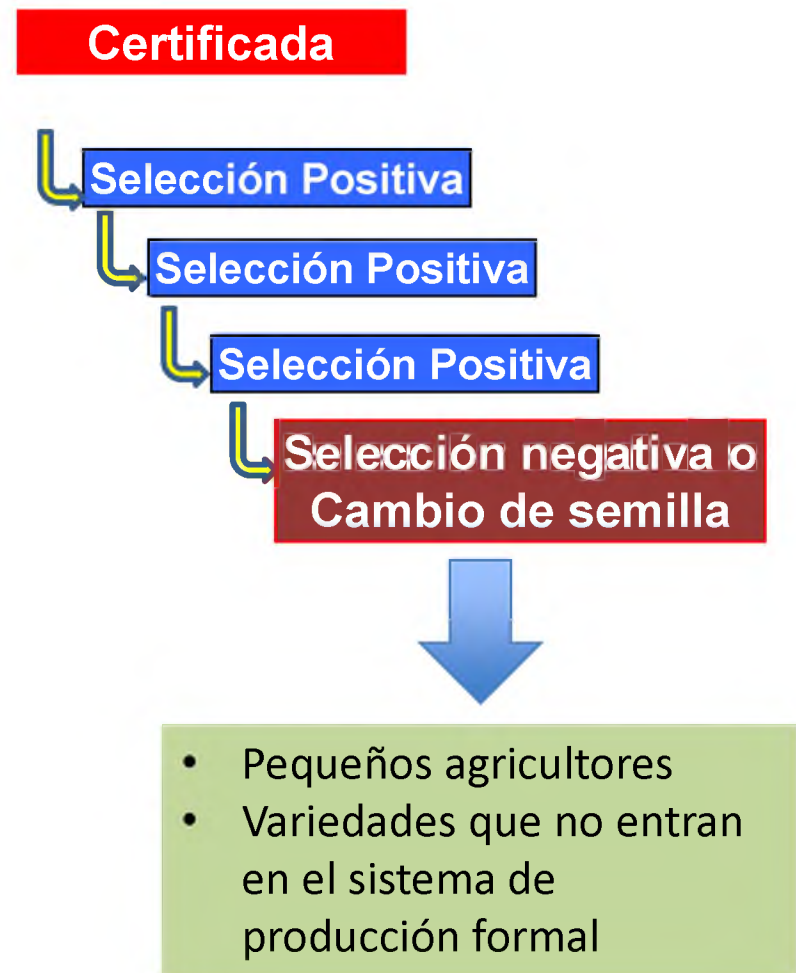 Certificada
Selección Positiva
Selección Positiva
Selección Positiva
Selección negativa o
Cambio de semilla
• Pequeños agricultores
• Variedades que no entran
en el sistema de
producción formal